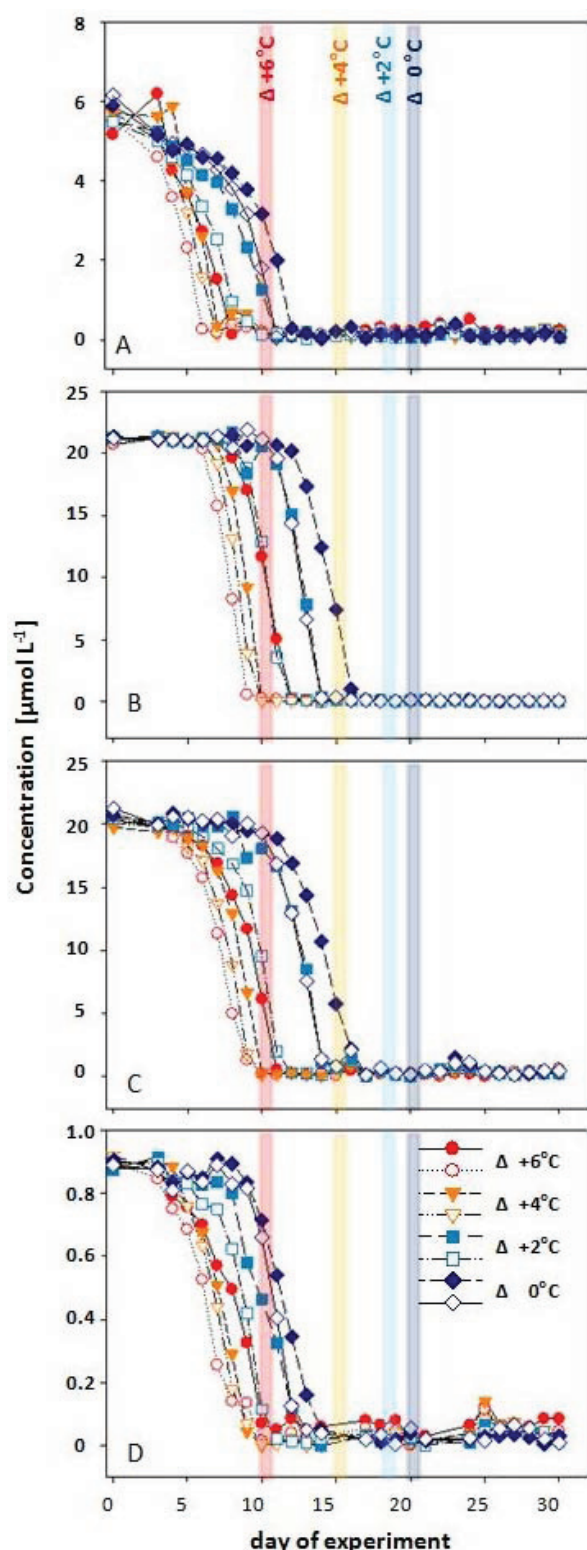 Δ +6°C Δ +4°C Δ +2°C Δ 0°C
8
6
4
2
0
A
25
20
15
10
5
0
B
Concentration [µmol L-1]
25
20
15
10
5
0
C
1.0
0.8
0.6
0.4
0.2
0
D
Δ +6°C
Δ +4°C
Δ +2°C
Δ 0°C
0 5 10 15 20 25 30
day of experiment